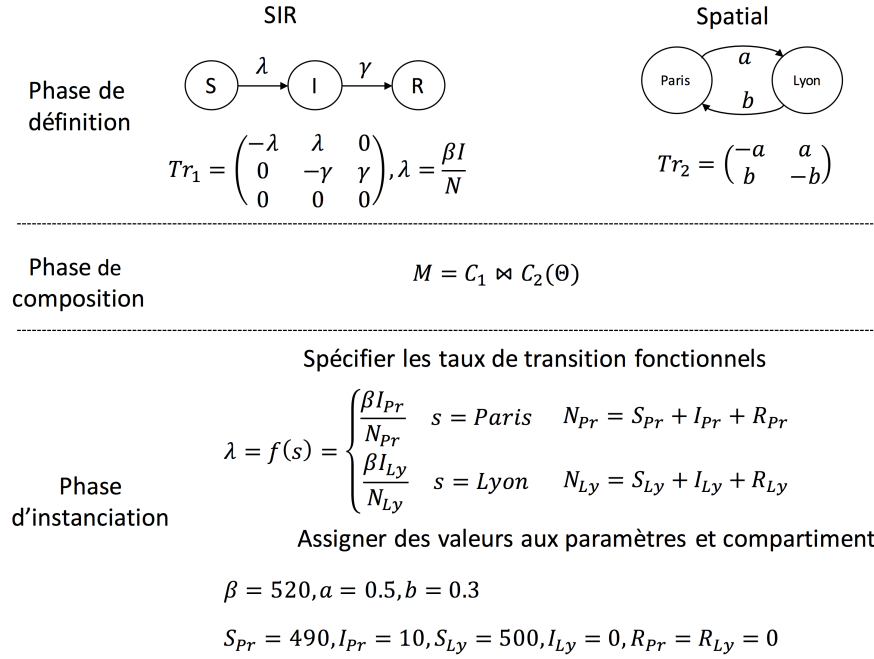 SIR
Spatial
Phase de
définition
S λ I γ R
Paris a Lyon
b
Tr₁ = (−λ λ 0
0 −γ γ
0 0 0), λ = βI/N
Tr₂ = (−a a
b −b)
Phase de
composition
M = C₁ ⋈ C₂(Θ)
Spécifier les taux de transition fonctionnels
Phase
d’instanciation
λ = f(s) = {
βI_Pr/N_Pr s = Paris N_Pr = S_Pr + I_Pr + R_Pr
βI_Ly/N_Ly s = Lyon N_Ly = S_Ly + I_Ly + R_Ly
Assigner des valeurs aux paramètres et compartiment
β = 520, a = 0.5, b = 0.3
S_Pr = 490, I_Pr = 10, S_Ly = 500, I_Ly = 0, R_Pr = R_Ly = 0